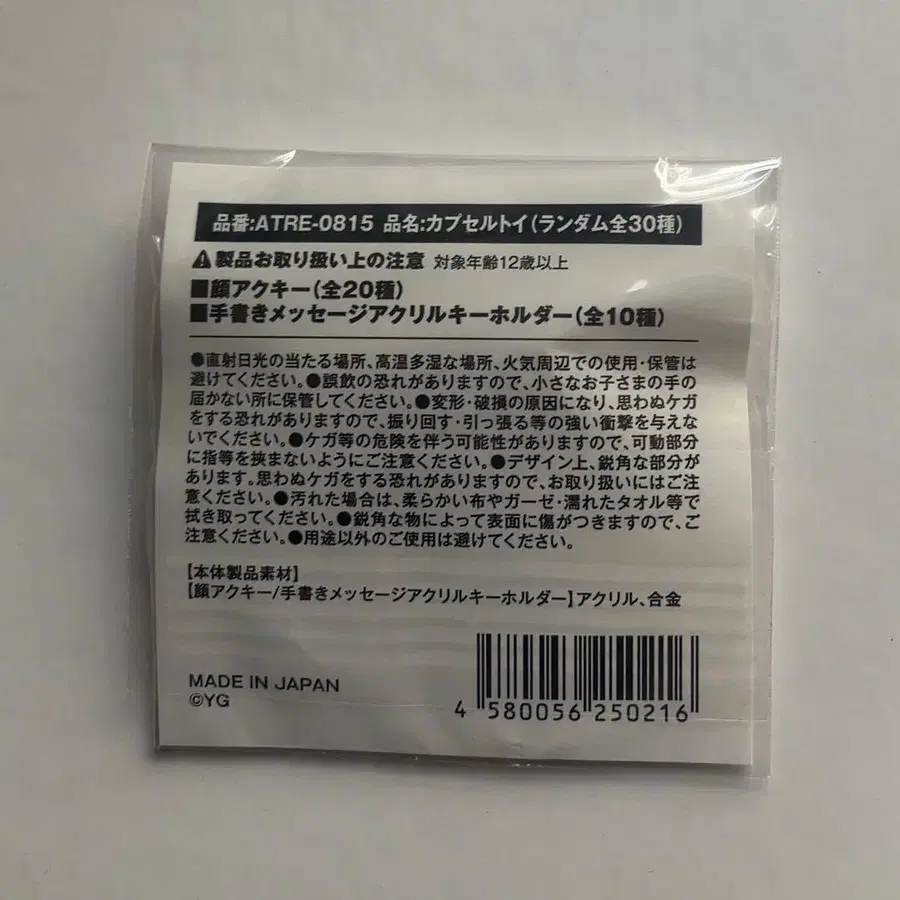 品番:ATRE-0815 品名:カプセルトイ(ランダム全30種)
⚠製品お取り扱い上の注意 対象年齢12歳以上
■顔アクキー(全20種)
■手書きメッセージアクリルキーホルダー(全10種)
●直射日光の当たる場所、高温多湿な場所、火気周辺での使用・保管は
避けてください。●誤飲の恐れがありますので、小さなお子さまの手の
届かない所に保管してください。●変形・破損の原因になり、思わぬケガ
をする恐れがありますので、振り回す・引っ張る等の強い衝撃を与えな
いでください。●ケガ等の危険を伴う可能性がありますので、可動部分
に指等を挟まないようにご注意ください。●デザイン上、鋭角な部分が
あります。思わぬケガをする恐れがありますので、お取り扱いにはご注
意ください。●汚れた場合は、柔らかい布やガーゼ・濡れたタオル等で
拭き取ってください。●鋭角な物によって表面に傷がつきますので、ご
注意ください。●用途以外のご使用は避けてください。
【本体製品素材】
【顔アクキー/手書きメッセージアクリルキーホルダー】アクリル、合金
MADE IN JAPAN
©YG
4 580056 250216